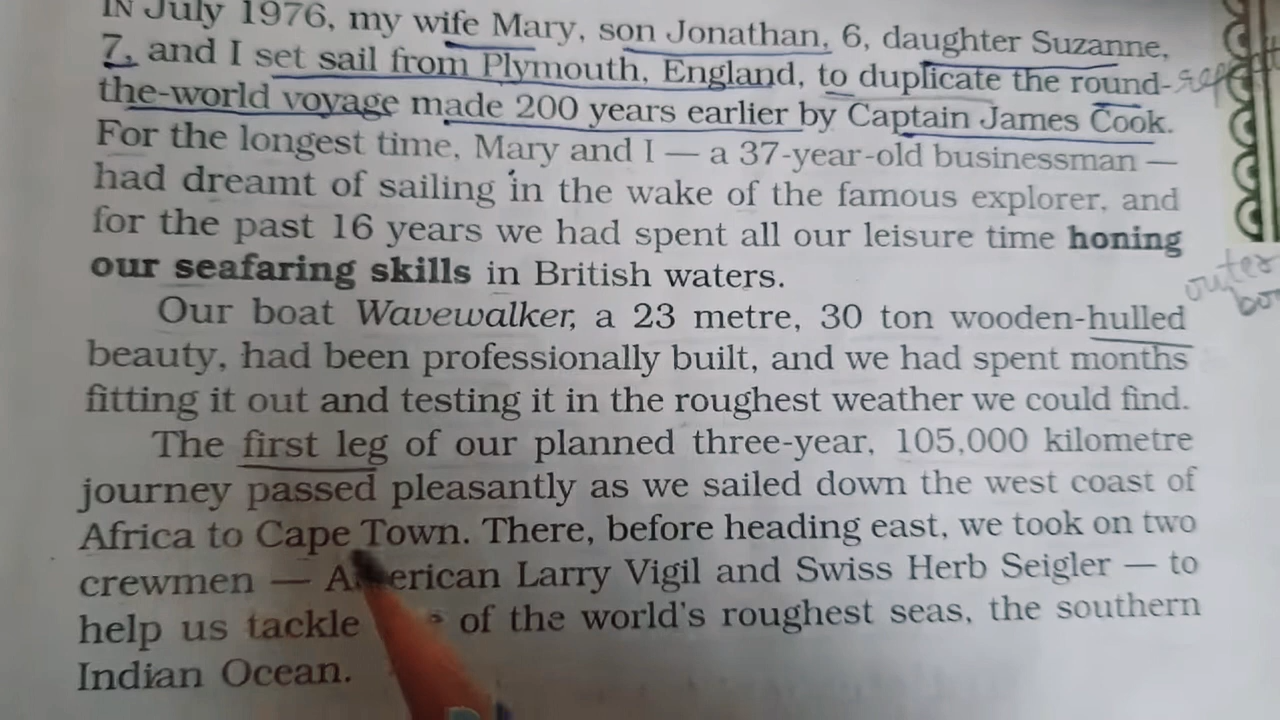 IN July 1976, my wife Mary, son Jonathan, 6, daughter Suzanne,
7, and I set sail from Plymouth, England, to duplicate the round-
the-world voyage made 200 years earlier by Captain James Cook.
For the longest time, Mary and I — a 37-year-old businessman —
had dreamt of sailing in the wake of the famous explorer, and
for the past 16 years we had spent all our leisure time honing
our seafaring skills in British waters.
outer
Our boat Wavewalker, a 23 metre, 30 ton wooden-hulled
beauty, had been professionally built, and we had spent months
fitting it out and testing it in the roughest weather we could find.
The first leg of our planned three-year, 105,000 kilometre
journey passed pleasantly as we sailed down the west coast of
Africa to Cape Town. There, before heading east, we took on two
crewmen — American Larry Vigil and Swiss Herb Seigler — to
help us tackle of the world's roughest seas, the southern
Indian Ocean.